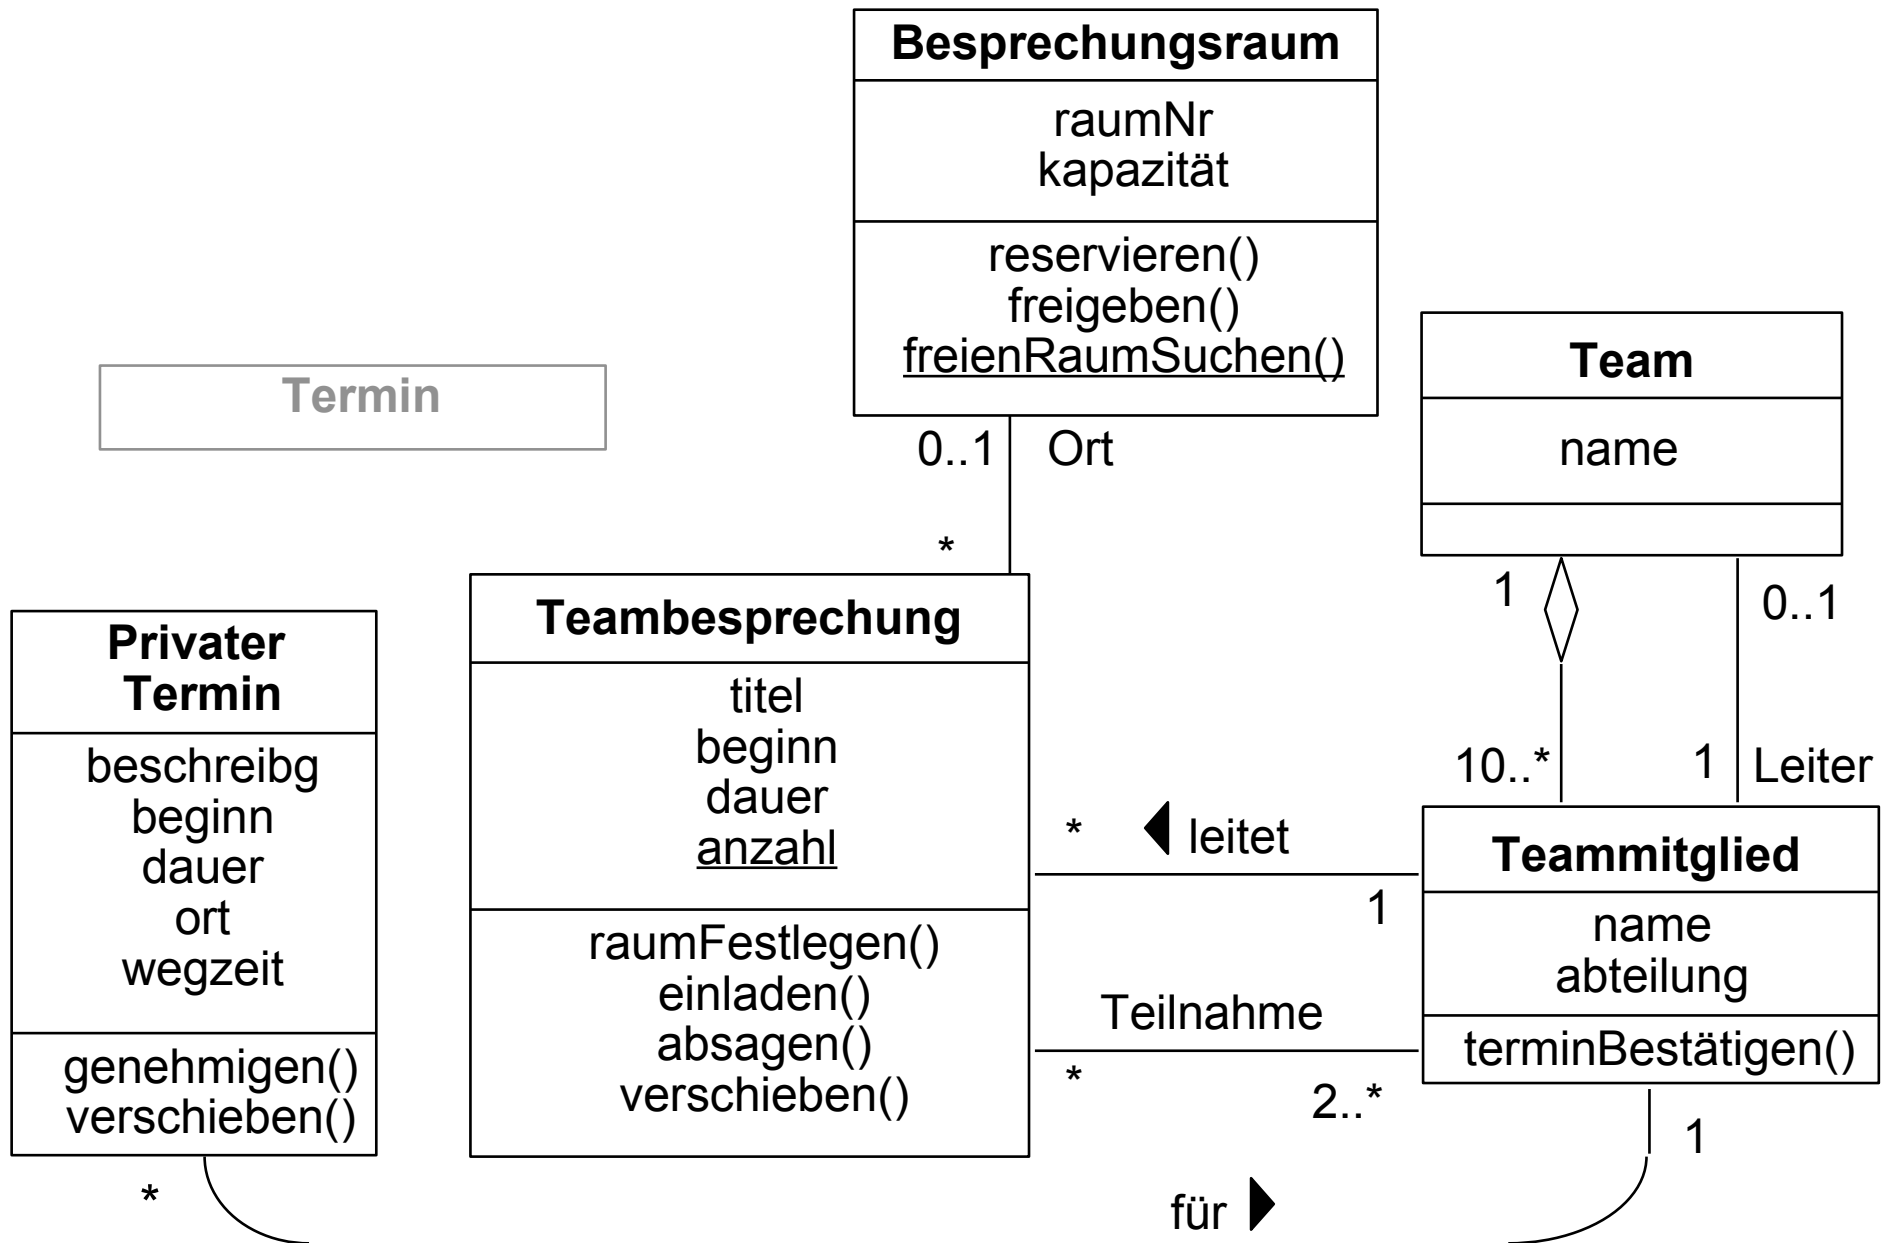 Besprechungsraum
raumNr
kapazität
reservieren()
freigeben()
freienRaumSuchen()
Termin
Team
name
0..1
Ort
*
1
0..1
10..*
1
Leiter
Privater
Termin
beschreibg
beginn
dauer
ort
wegzeit
genehmigen()
verschieben()
*
Teambesprechung
titel
beginn
dauer
anzahl
raumFestlegen()
einladen()
absagen()
verschieben()
*
leitet
1
Teilnahme
*
2..*
Teammitglied
name
abteilung
terminBestätigen()
1
für